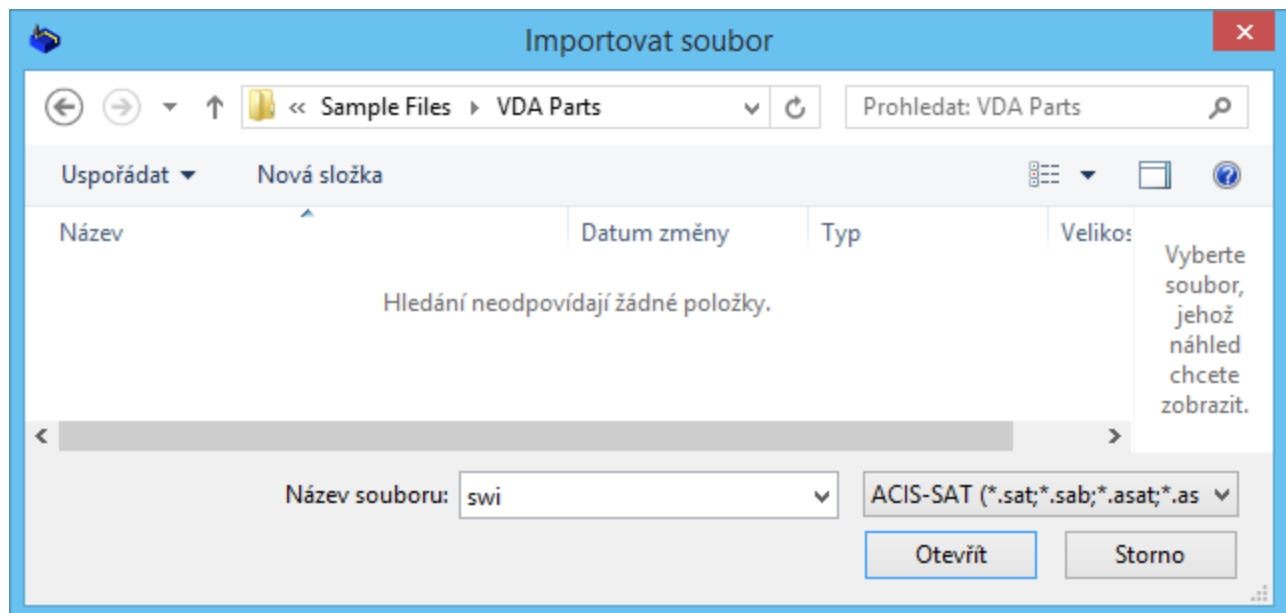 Importovat soubor
« Sample Files VDA Parts
Prohledat: VDA Parts
Uspořádat
Nová složka
Název
Datum změny
Typ
Velikos
Hledání neodpovídají žádné položky.
Vyberte
soubor,
jehož
náhled
chcete
zobrazit.
Název souboru: swi
ACIS-SAT (*.sat;*.sab;*.asat;*.as
Otevřít
Storno